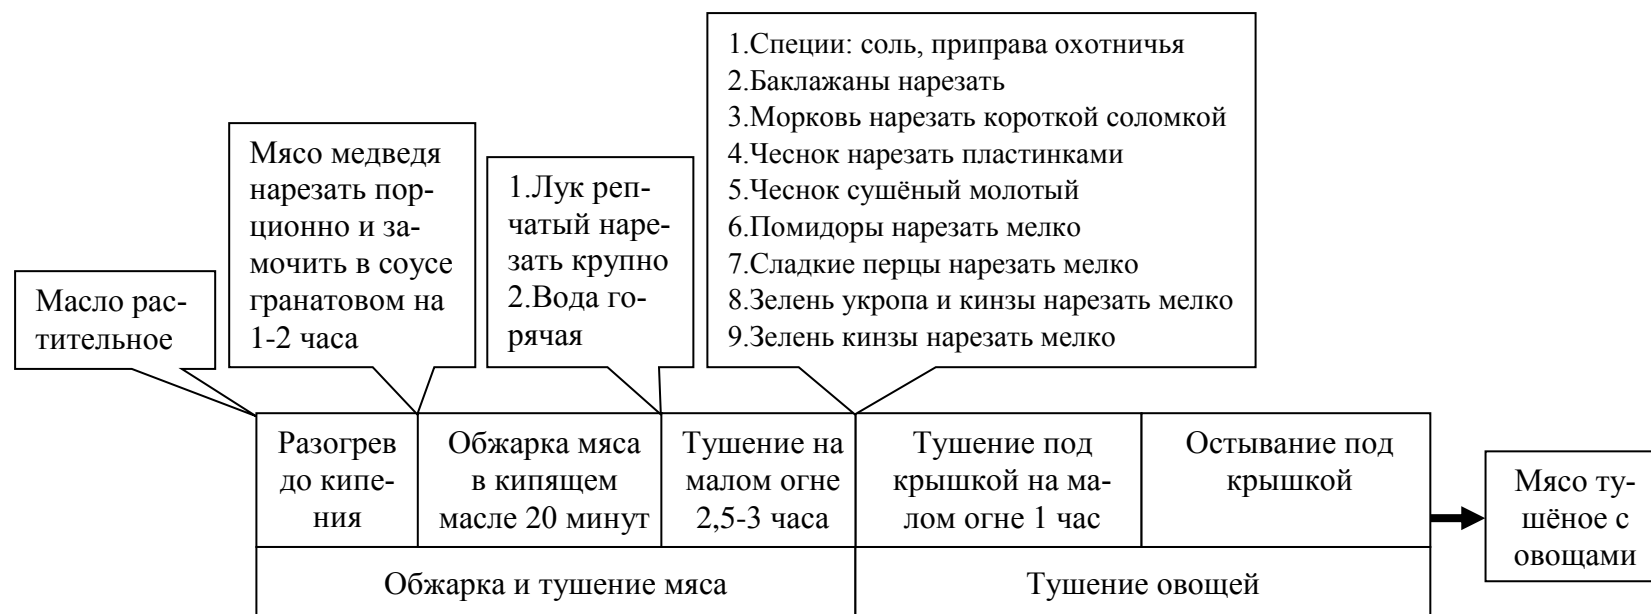 1.Специи: соль, приправа охотничья
2.Баклажаны нарезать
3.Морковь нарезать короткой соломкой
4.Чеснок нарезать пластинками
5.Чеснок сушёный молотый
6.Помидоры нарезать мелко
7.Сладкие перцы нарезать мелко
8.Зелень укропа и кинзы нарезать мелко
9.Зелень кинзы нарезать мелко
Мясо медведя
нарезать пор-
ционно и за-
мочить в соусе
гранатовом на
1-2 часа
1.Лук реп-
чатый наре-
зать крупно
2.Вода го-
рячая
Масло рас-
тительное
Разогрев
до кипе-
ния
Обжарка мяса
в кипящем
масле 20 минут
Тушение на
малом огне
2,5-3 часа
Тушение под
крышкой на ма-
лом огне 1 час
Остывание под
крышкой
Мясо ту-
шёное с
овощами
Обжарка и тушение мяса
Тушение овощей